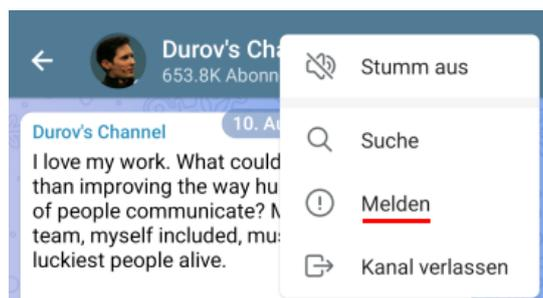 Durov's Cha
653.8K Abonn
Stumm aus
Suche
Melden
Kanal verlassen
10. Au
Durov's Channel
I love my work. What could
than improving the way hu
of people communicate?
team, myself included, mus
luckiest people alive.